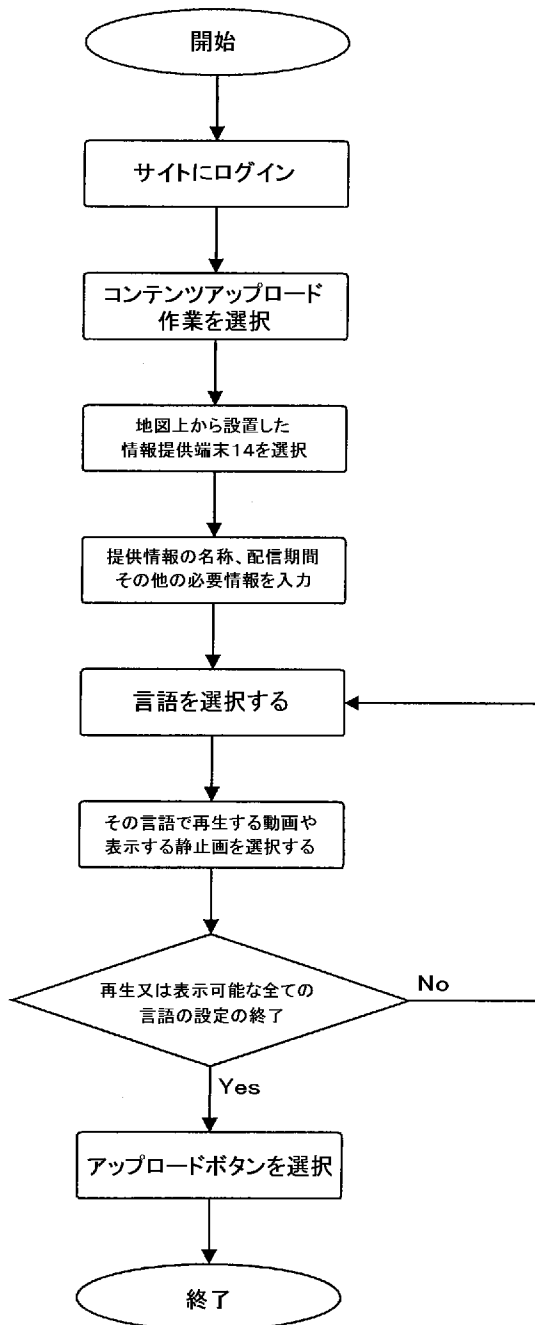 開始
サイトにログイン
コンテンツアップロード
作業を選択
地図上から設置した
情報提供端末14を選択
提供情報の名称、配信期間
その他の必要情報を入力
言語を選択する
その言語で再生する動画や
表示する静止画を選択する
再生又は表示可能な全ての
言語の設定の終了
No
Yes
アップロードボタンを選択
終了